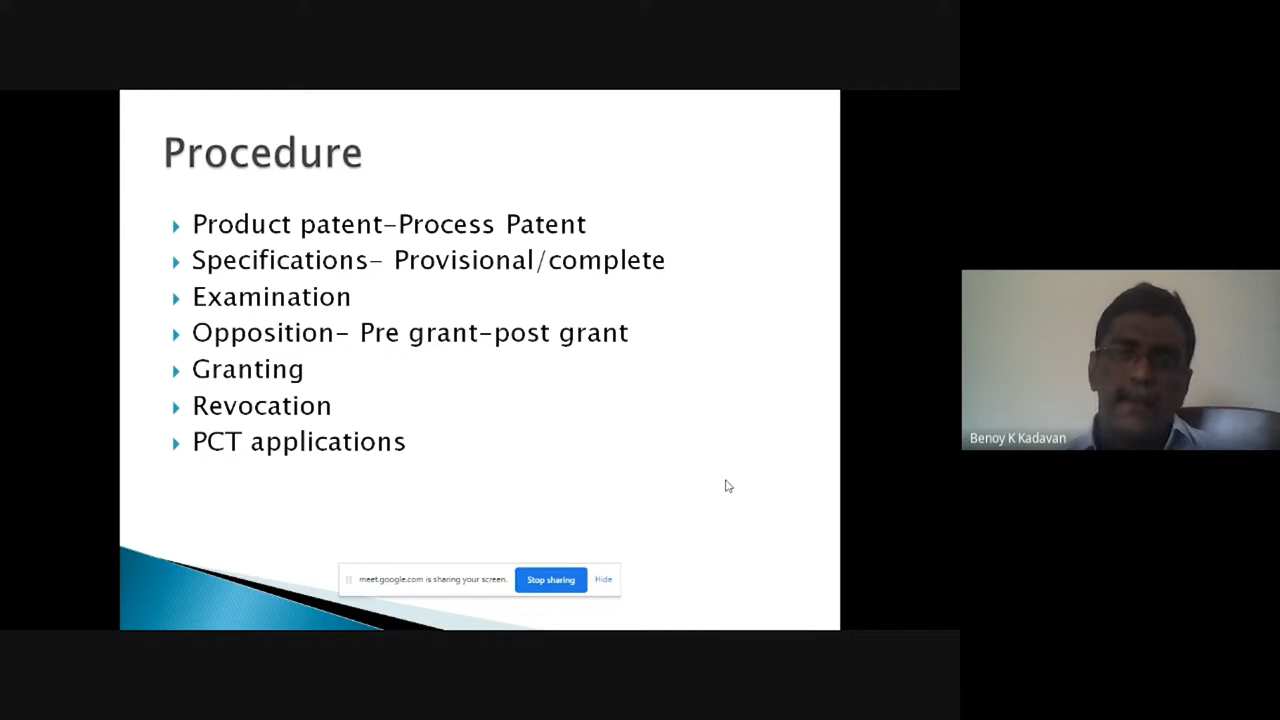 Procedure
Product patent-Process Patent
Specifications- Provisional/complete
Examination
Opposition- Pre grant-post grant
Granting
Revocation
PCT applications
meet.google.com is sharing your screen.
Stop sharing
Hide
Benoy K Kadavan